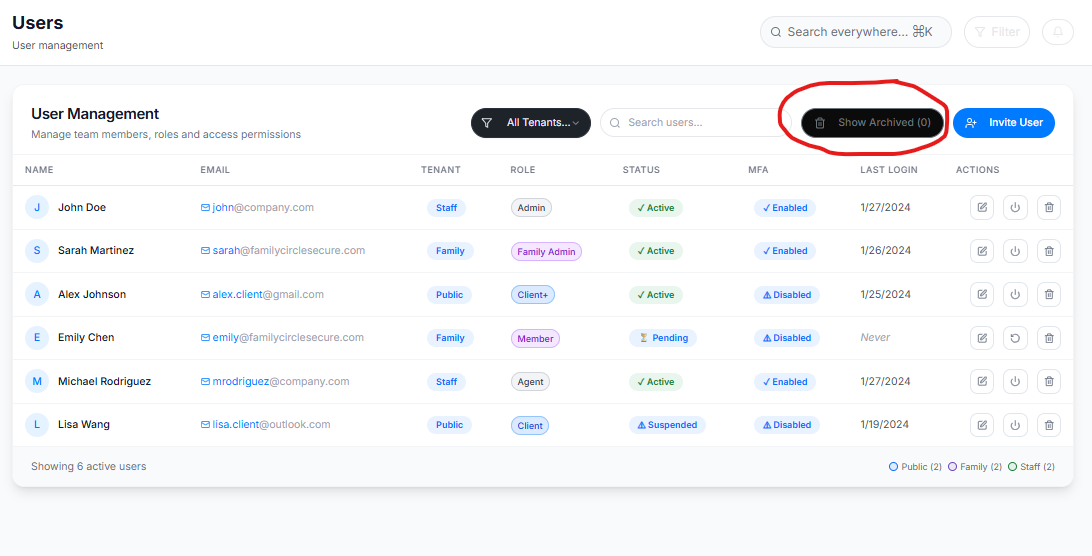 Users
User management
Search everywhere... ⌘K
Filter
User Management
Manage team members, roles and access permissions
All Tenants...
Search users...
Show Archived (0)
Invite User
NAME EMAIL TENANT ROLE STATUS MFA LAST LOGIN ACTIONS
J John Doe john@company.com Staff Admin ✓ Active ✓ Enabled 1/27/2024
S Sarah Martinez sarah@familycirclesecure.com Family Family Admin ✓ Active ✓ Enabled 1/26/2024
A Alex Johnson alex.client@gmail.com Public Client+ ✓ Active ⚠ Disabled 1/25/2024
E Emily Chen emily@familycirclesecure.com Family Member ⏳ Pending ⚠ Disabled Never
M Michael Rodriguez mrodriguez@company.com Staff Agent ✓ Active ✓ Enabled 1/27/2024
L Lisa Wang lisa.client@outlook.com Public Client ⚠ Suspended ⚠ Disabled 1/19/2024
Showing 6 active users
Public (2) Family (2) Staff (2)